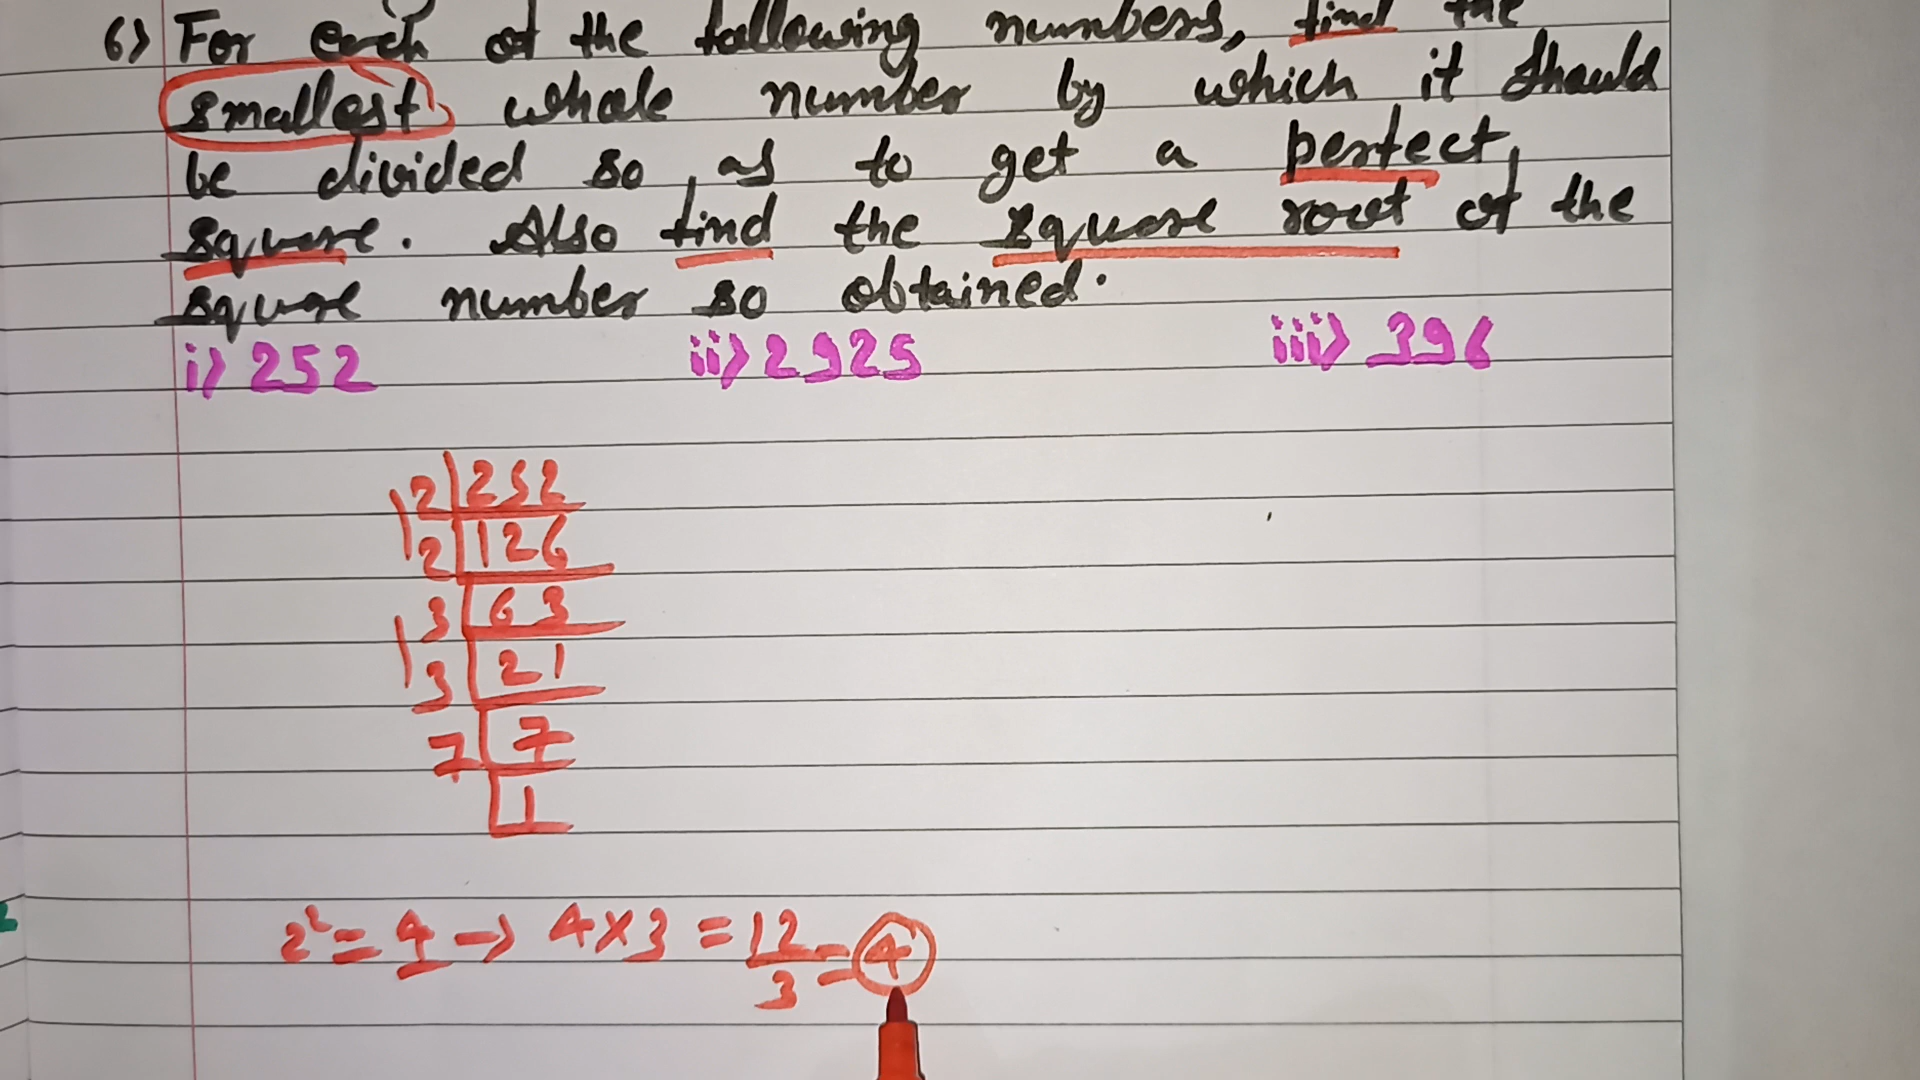 6) For each of the following numbers, find the
smallest whole number by which it should
be divided so as to get a perfect
square. Also find the square root of the
square number so obtained.
i) 252 ii) 2925 iii) 396
2 | 252
2 | 126
3 | 63
3 | 21
7 | 7
1
2² = 4 → 4 × 3 = 12/3 = 4